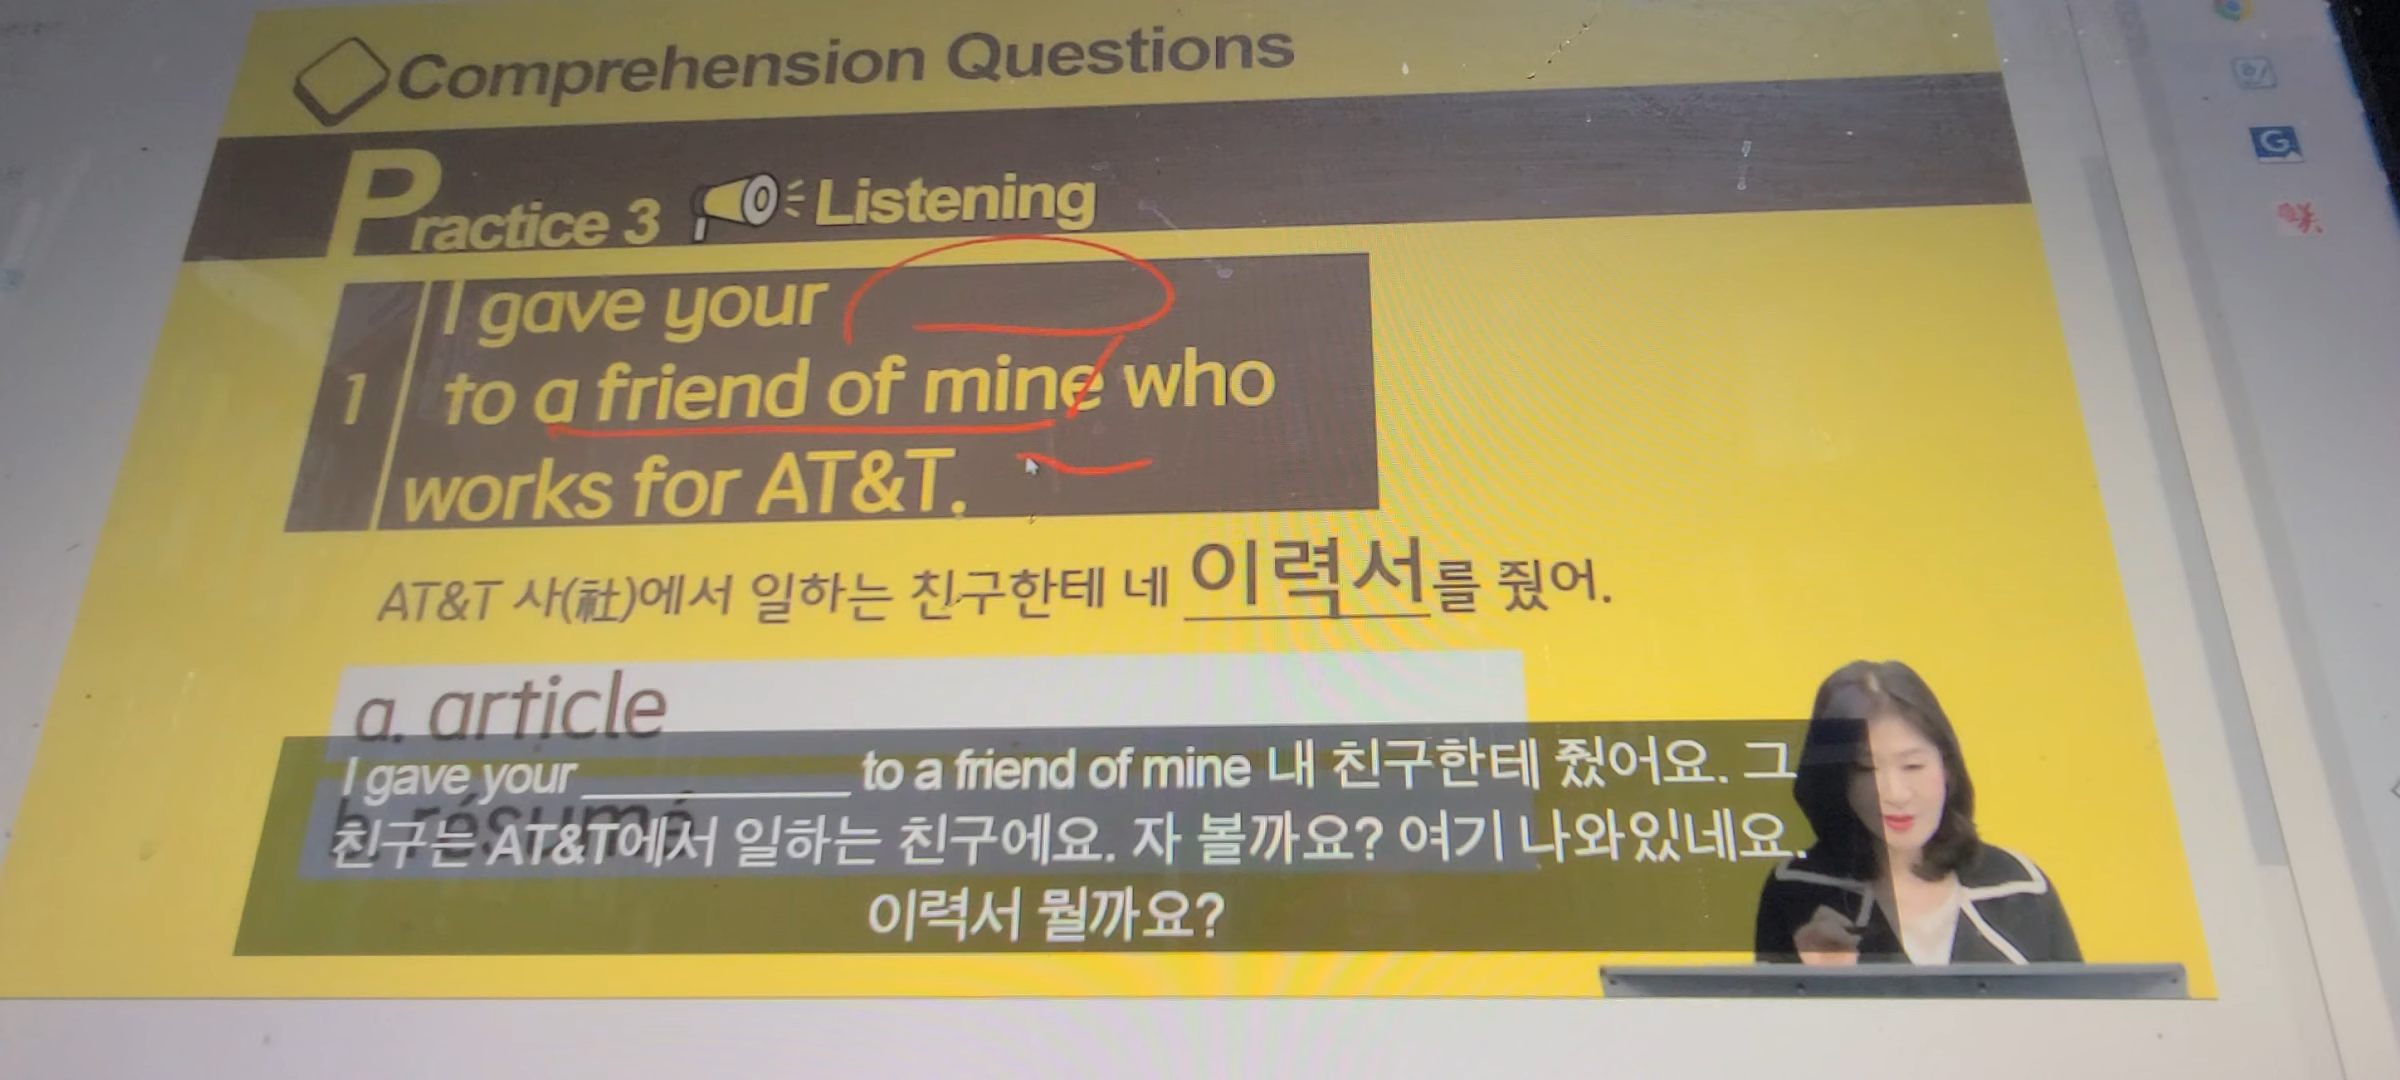 Comprehension Questions
Practice 3 Listening
1
I gave your
to a friend of mine who
works for AT&T.
AT&T 사(社)에서 일하는 친구한테 네 이력서를 줬어.
a. article
b. résumé
I gave your __________ to a friend of mine 내 친구한테 줬어요. 그
친구는 AT&T에서 일하는 친구에요. 자 볼까요? 여기 나와있네요.
이력서 뭘까요?
G